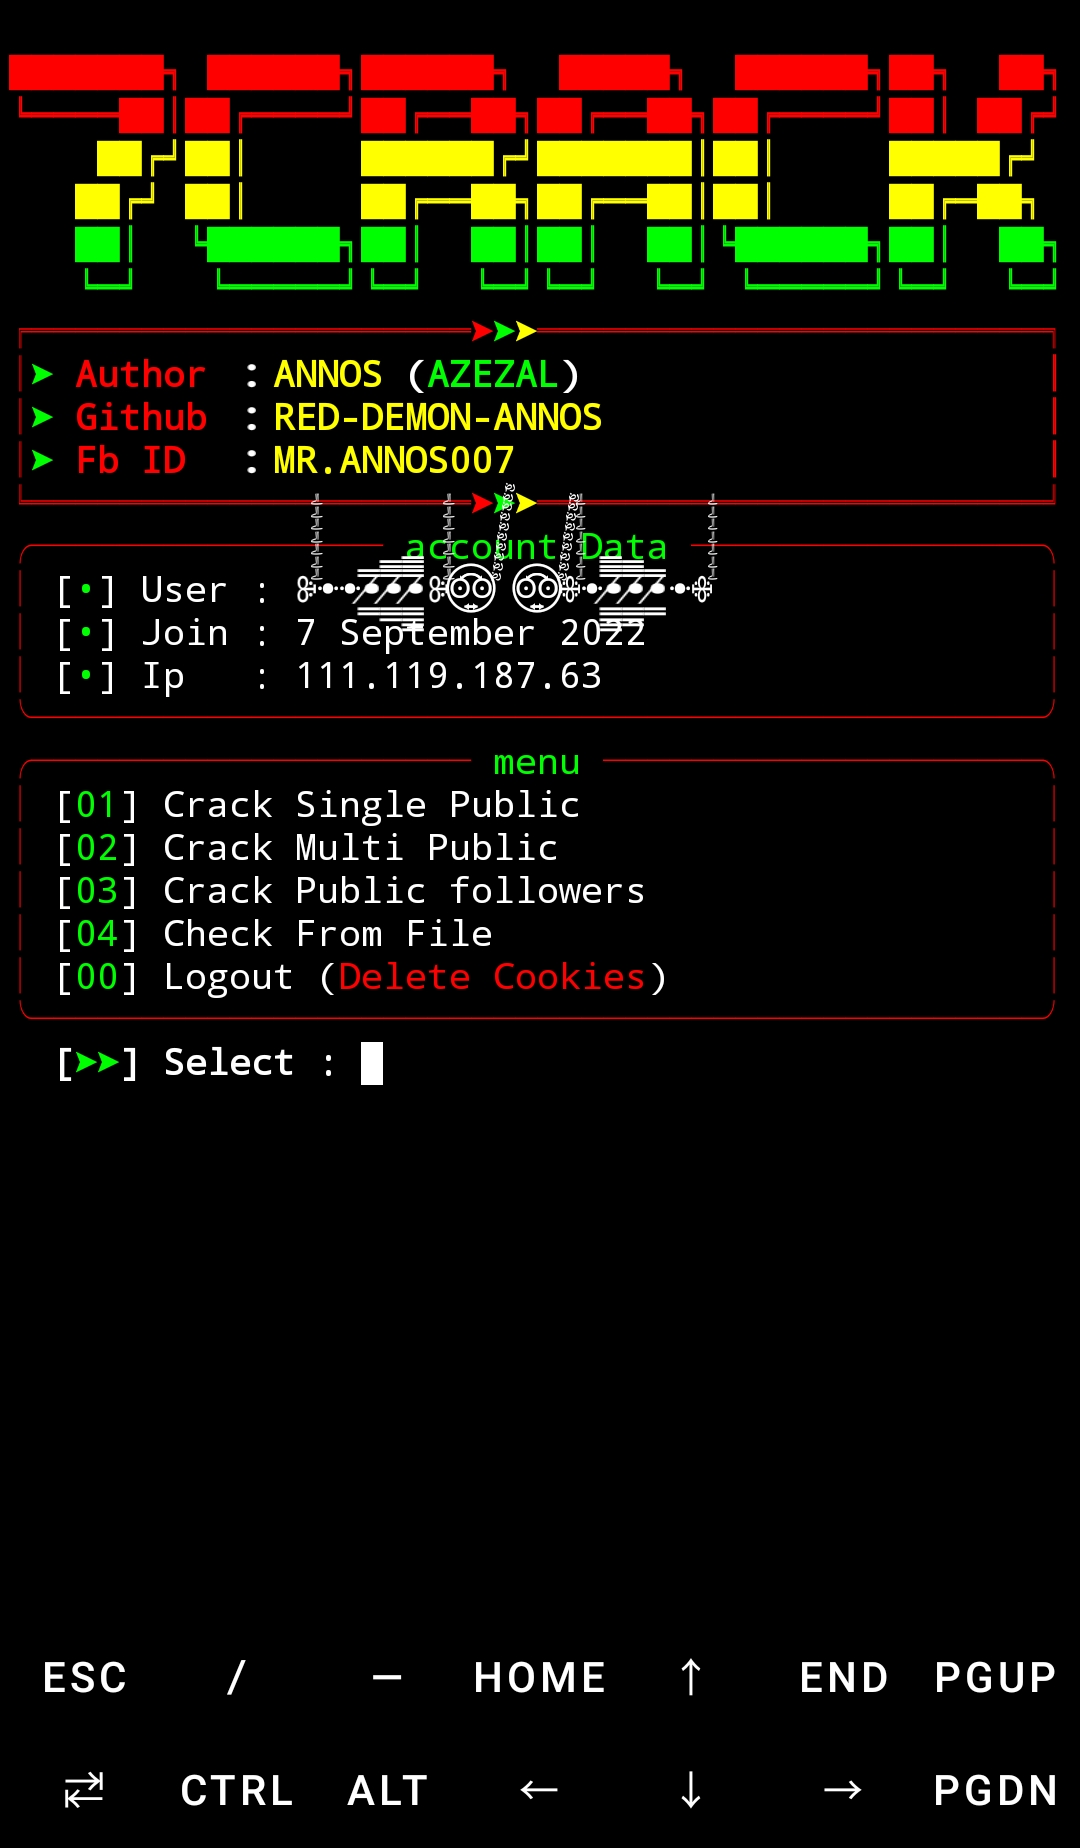 7CRACK
➤ Author : ANNOS (AZEZAL)
➤ Github : RED-DEMON-ANNOS
➤ Fb ID : MR.ANNOS007
account Data
[•] User :
[•] Join : 7 September 2022
[•] Ip : 111.119.187.63
menu
[01] Crack Single Public
[02] Crack Multi Public
[03] Crack Public followers
[04] Check From File
[00] Logout (Delete Cookies)
[➤➤] Select :
ESC / — HOME ↑ END PGUP
⇄ CTRL ALT ← ↓ → PGDN